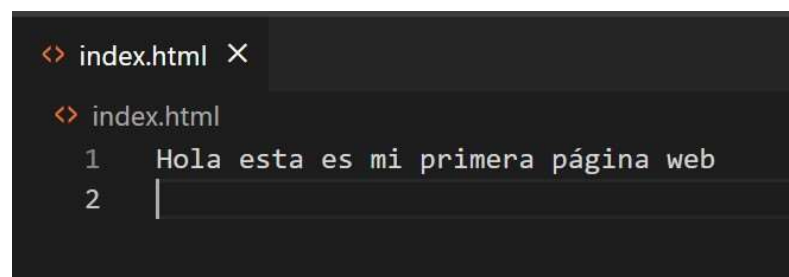 <> index.html ×
<> index.html
1 Hola esta es mi primera página web
2